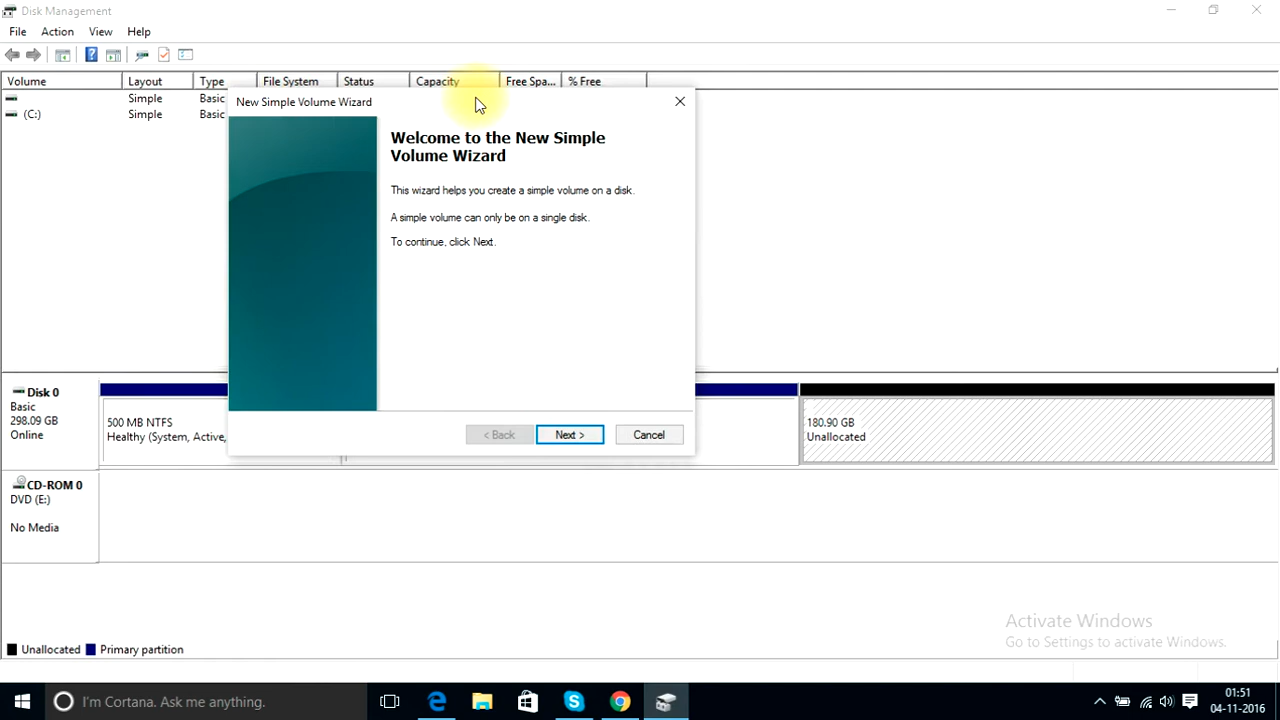 Disk Management
File Action View Help
Volume Layout Type File System Status Capacity Free Spa... % Free
Simple Basic
(C:) Simple Basic
New Simple Volume Wizard
Welcome to the New Simple
Volume Wizard
This wizard helps you create a simple volume on a disk.
A simple volume can only be on a single disk.
To continue, click Next.
< Back Next > Cancel
Disk 0
Basic
298.09 GB
Online
500 MB NTFS
Healthy (System, Active,
180.90 GB
Unallocated
CD-ROM 0
DVD (E:)
No Media
Activate Windows
Go to Settings to activate Windows.
Unallocated Primary partition
I'm Cortana. Ask me anything.
01:51
04-11-2016